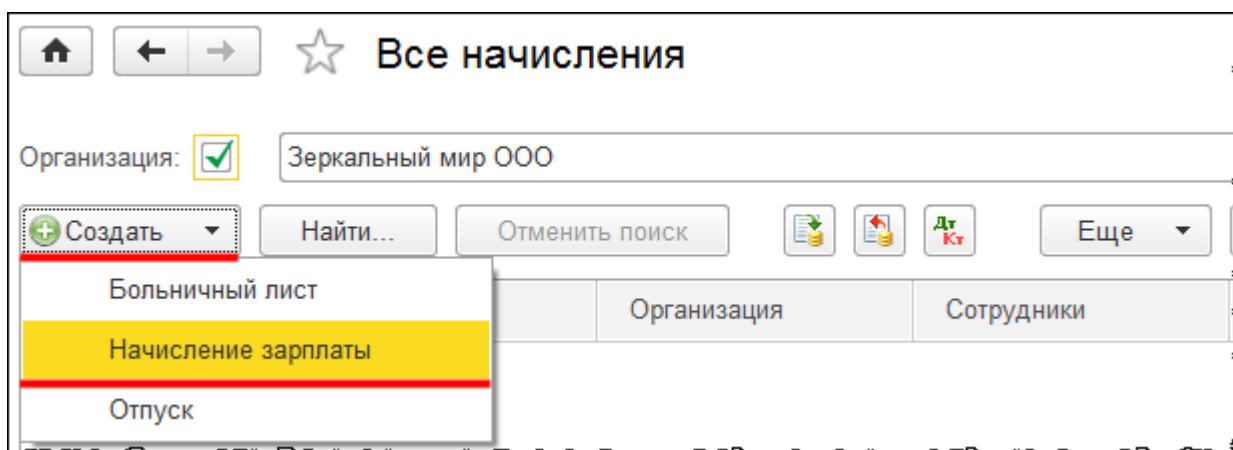 Все начисления
Организация: Зеркальный мир ООО
Создать Найти... Отменить поиск Дт Кт Еще
Больничный лист
Организация Сотрудники
Начисление зарплаты
Отпуск